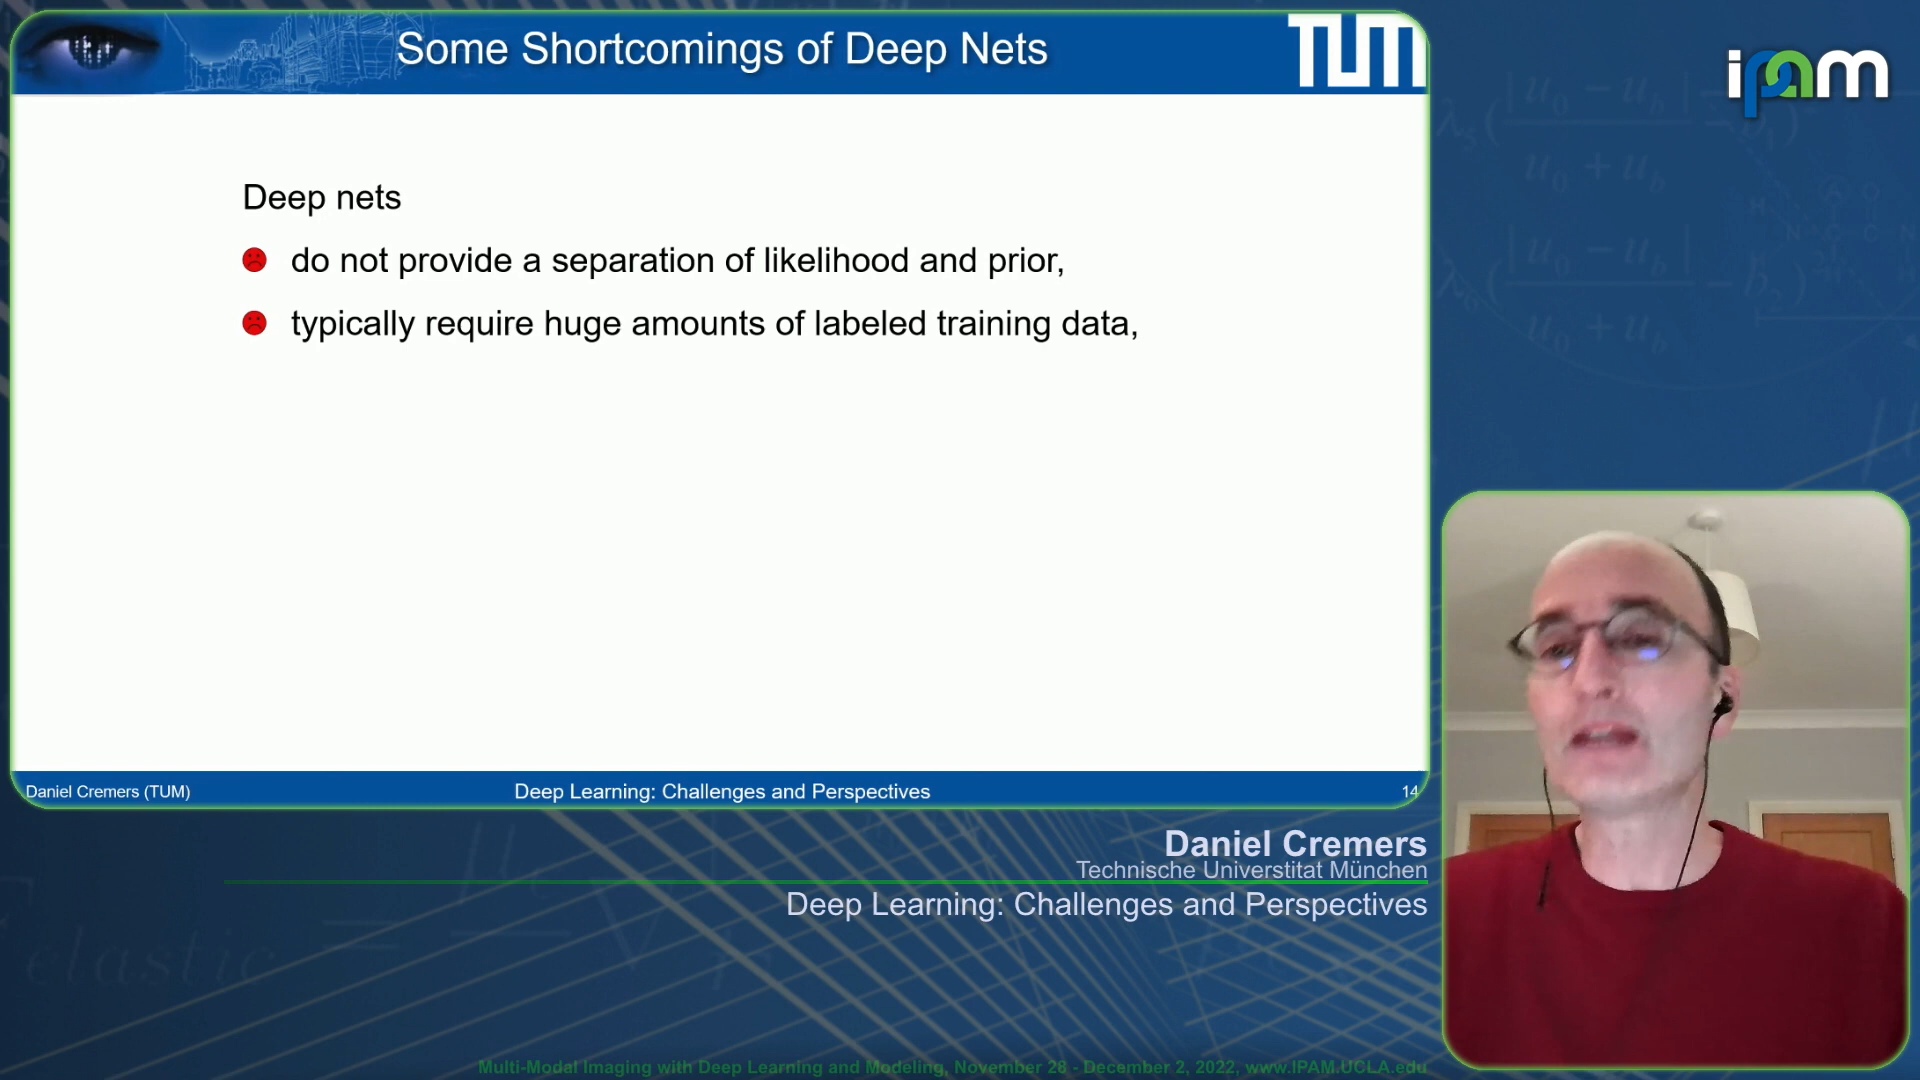 Some Shortcomings of Deep Nets
TUM
ipam
Deep nets
do not provide a separation of likelihood and prior,
typically require huge amounts of labeled training data,
Daniel Cremers (TUM)
Deep Learning: Challenges and Perspectives
14
Daniel Cremers
Technische Universtitat München
Deep Learning: Challenges and Perspectives
elastic
Multi-Modal Imaging with Deep Learning and Modeling, November 28 - December 2, 2022, www.IPAM.UCLA.edu